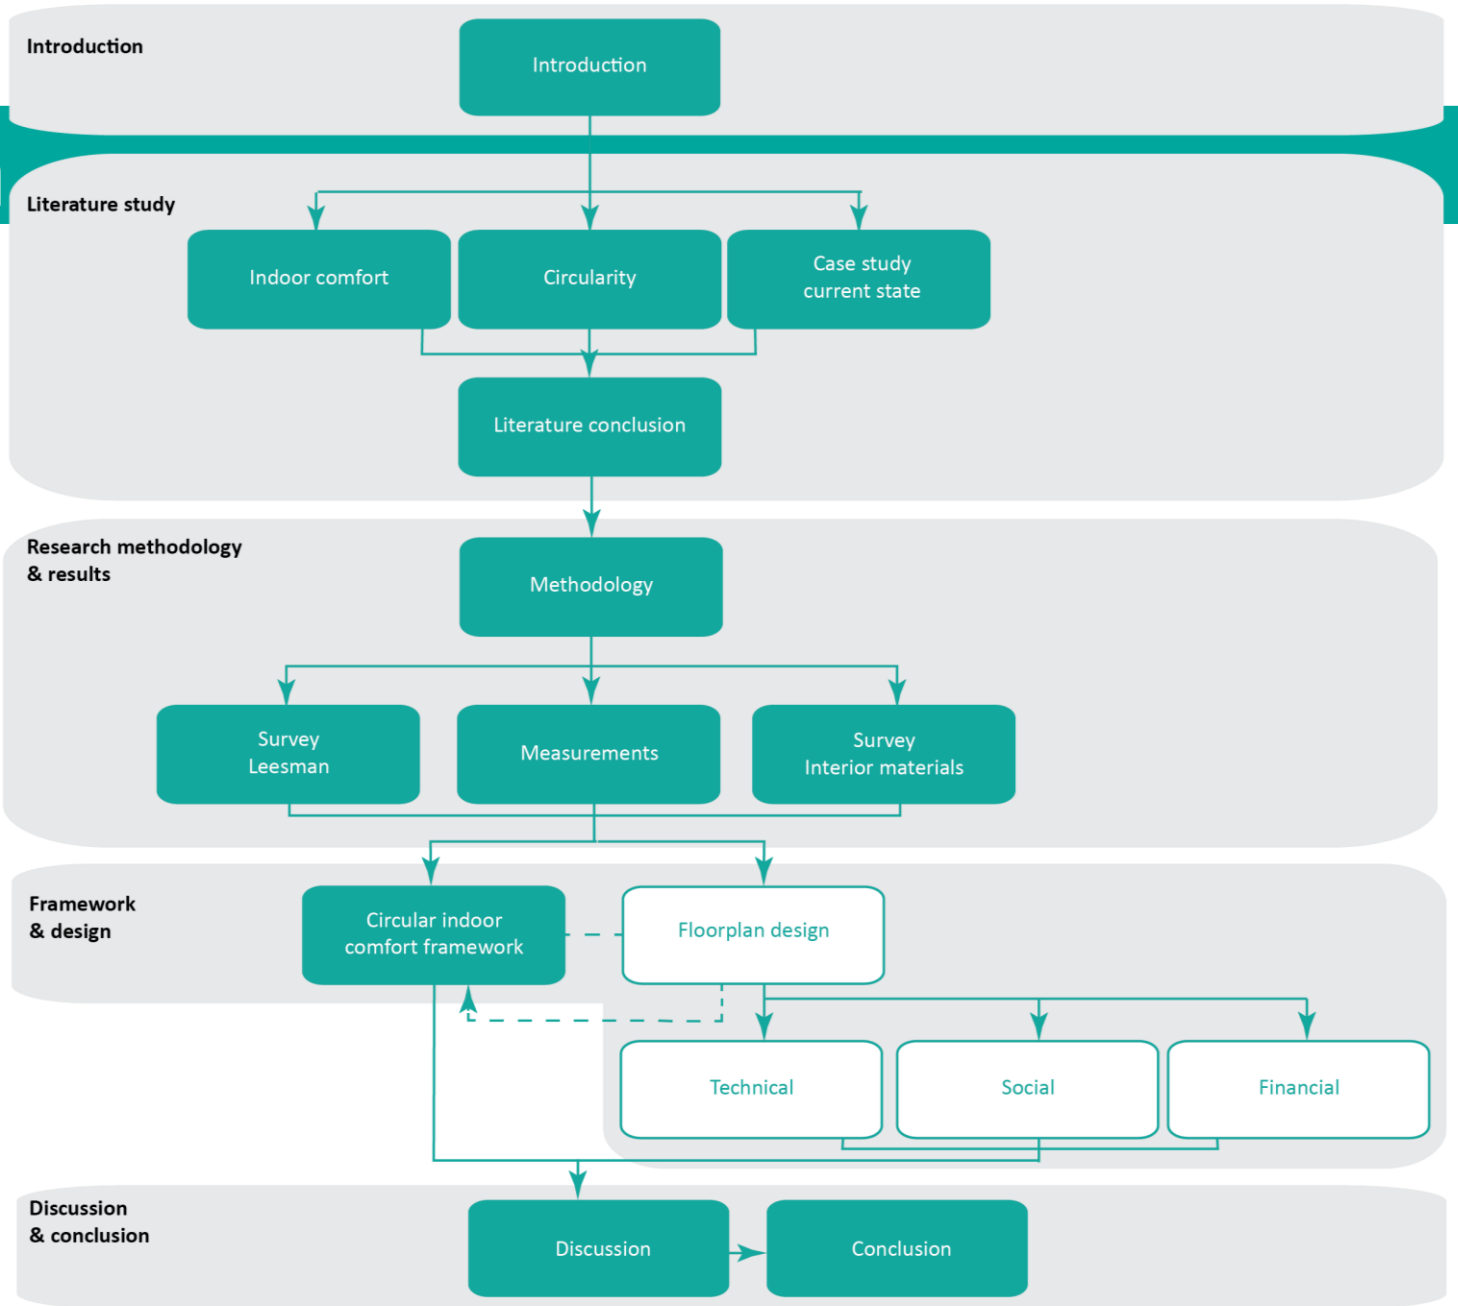 Introduction
Introduction
Literature study
Indoor comfort
Circularity
Case study
current state
Literature conclusion
Research methodology
& results
Methodology
Survey
Leesman
Measurements
Survey
Interior materials
Framework
& design
Circular indoor
comfort framework
Floorplan design
Technical
Social
Financial
Discussion
& conclusion
Discussion
Conclusion